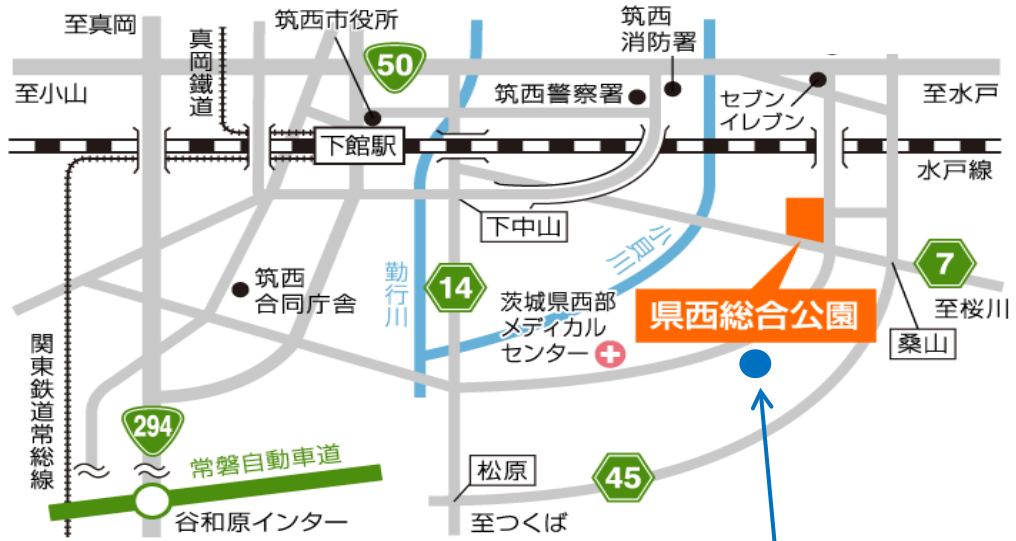 至真岡
筑西市役所
筑西
消防署
真岡鐵道
50
至小山
筑西警察署
セブン
イレブン
至水戸
下館駅
水戸線
下中山
小貝川
勤行川
筑西
合同庁舎
14
7
茨城県西部
メディカル
センター
県西総合公園
至桜川
桑山
関東鉄道常総線
294
常磐自動車道
松原
45
谷和原インター
至つくば